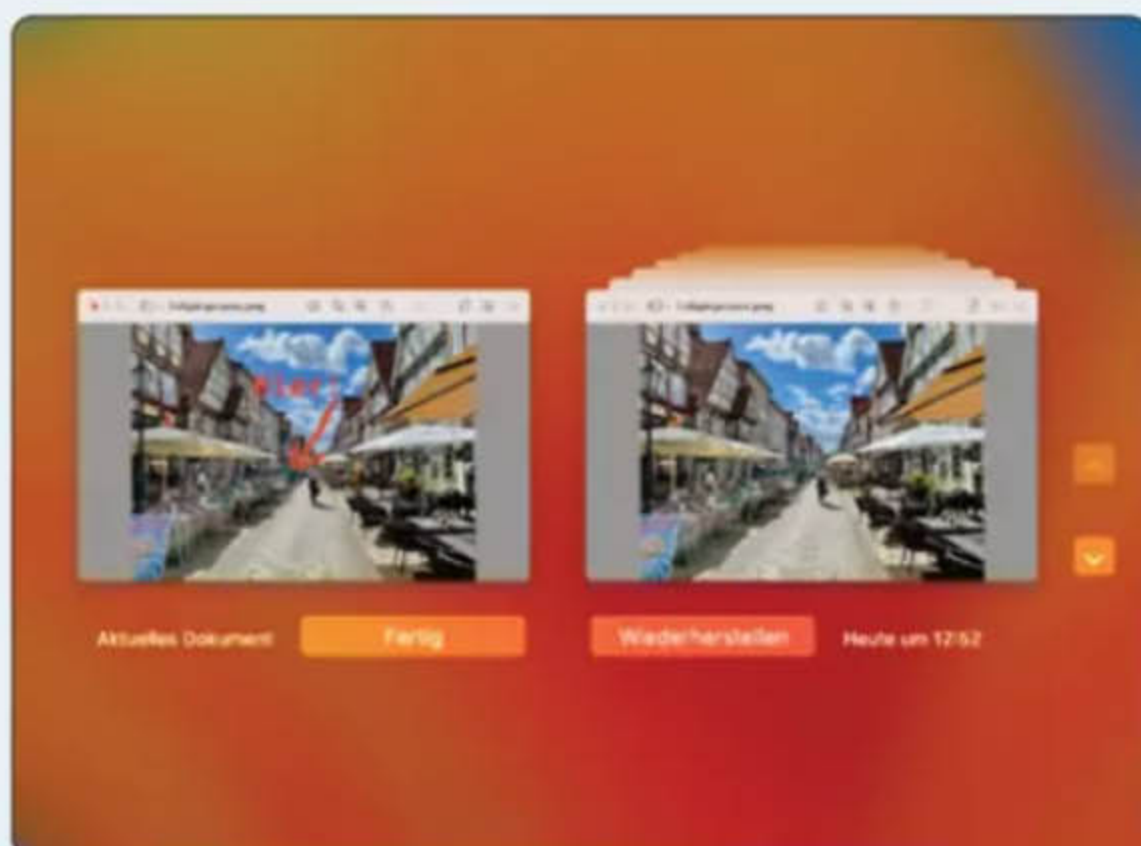 Hier:
Aktuelles Dokument
Fertig
Wiederherstellen
Heute um 12:52